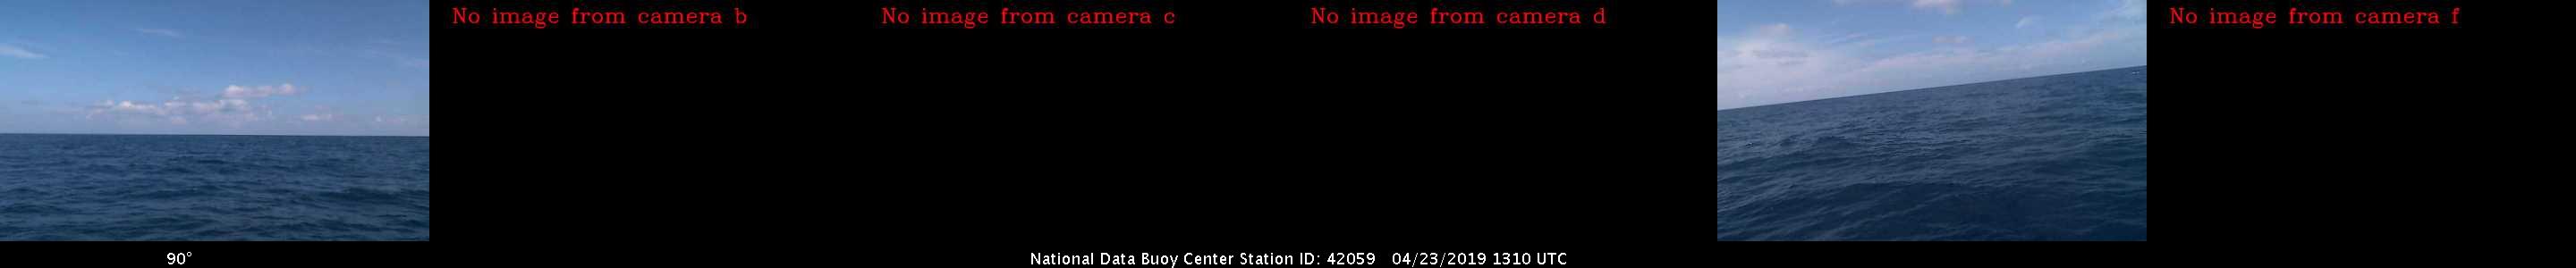 No image from camera b
No image from camera c
No image from camera d
No image from camera f
90°
National Data Buoy Center Station ID: 42059 04/23/2019 1310 UTC